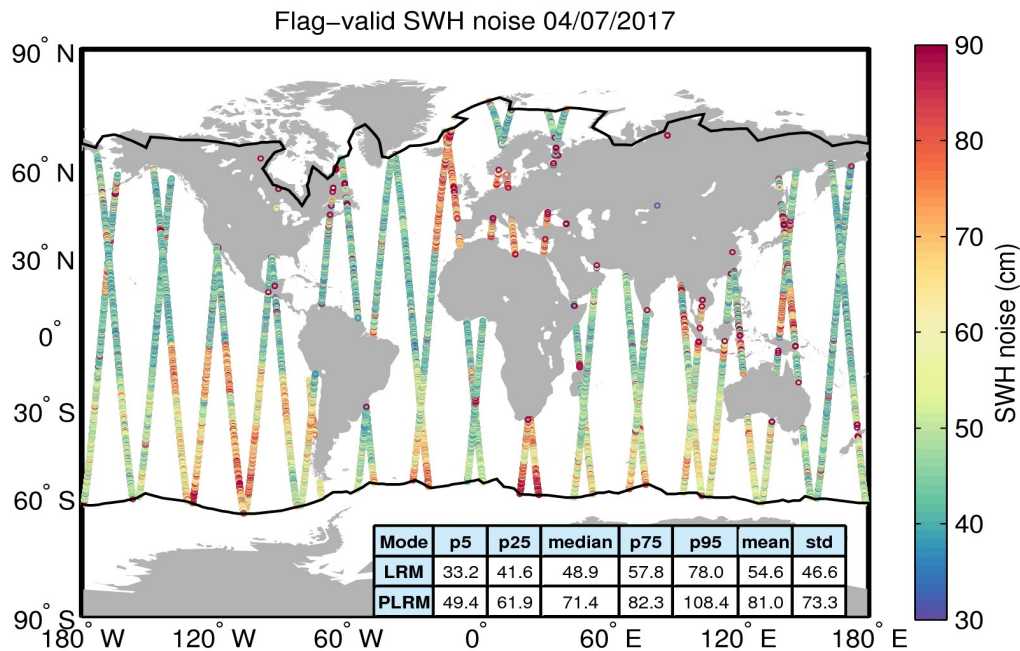 Flag−valid SWH noise 04/07/2017
90° N
60° N
30° N
0°
30° S
60° S
90° S
180° W
120° W
60° W
0°
60° E
120° E
180° E
Mode p5 p25 median p75 p95 mean std
LRM 33.2 41.6 48.9 57.8 78.0 54.6 46.6
PLRM 49.4 61.9 71.4 82.3 108.4 81.0 73.3
90
80
70
60
50
40
30
SWH noise (cm)